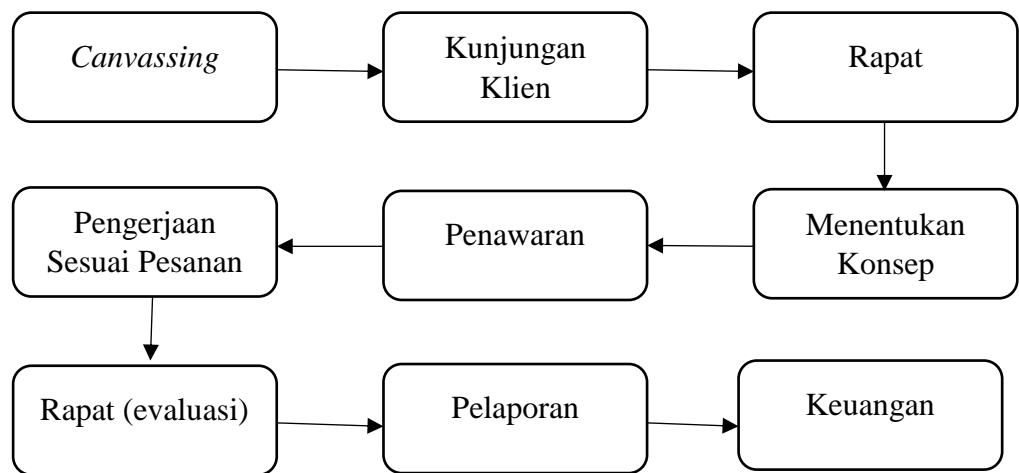 Canvassing
Kunjungan
Klien
Rapat
Menentukan
Konsep
Penawaran
Pengerjaan
Sesuai Pesanan
Rapat (evaluasi)
Pelaporan
Keuangan